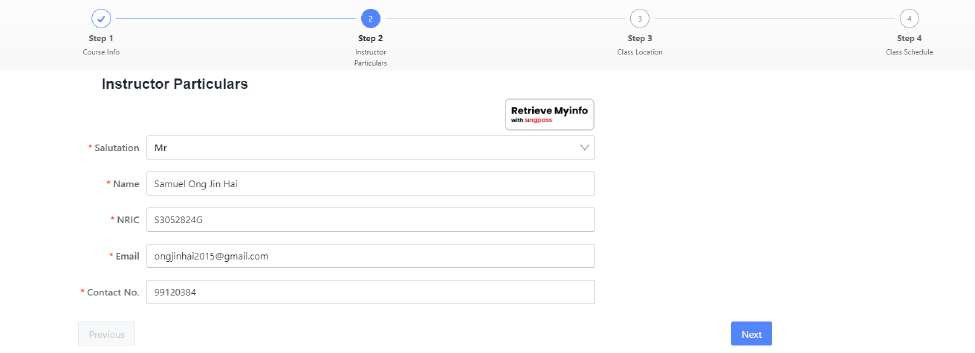 2 3 4
Step 1 Step 2 Step 3 Step 4
Course Info Instructor Particulars Class Location Class Schedule
Instructor Particulars
Retrieve Myinfo
with singpass
* Salutation Mr
* Name Samuel Ong Jin Hai
* NRIC S3052824G
* Email ongjinhai2015@gmail.com
* Contact No. 99120384
Previous Next